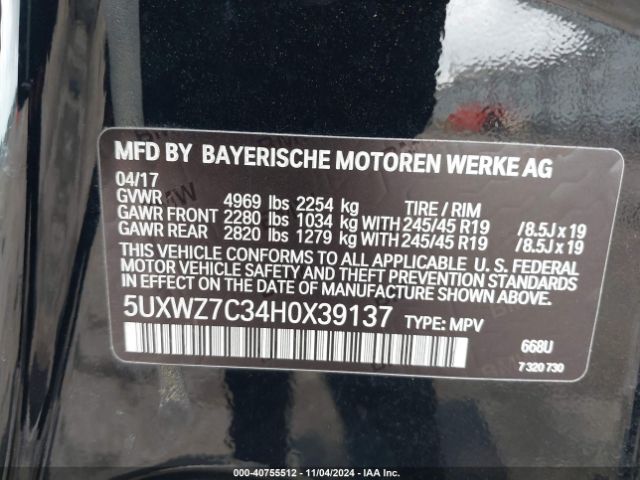 MFD BY BAYERISCHE MOTOREN WERKE AG
04/17
GVWR 4969 lbs 2254 kg TIRE / RIM
GAWR FRONT 2280 lbs 1034 kg WITH 245/45 R19 /8.5J x 19
GAWR REAR 2820 lbs 1279 kg WITH 245/45 R19 /8.5J x 19
THIS VEHICLE CONFORMS TO ALL APPLICABLE U. S. FEDERAL
MOTOR VEHICLE SAFETY AND THEFT PREVENTION STANDARDS
IN EFFECT ON THE DATE OF MANUFACTURE SHOWN ABOVE.
5UXWZ7C34H0X39137 TYPE: MPV
668U
7 320 730
000-40755512 - 11/04/2024 - IAA Inc.